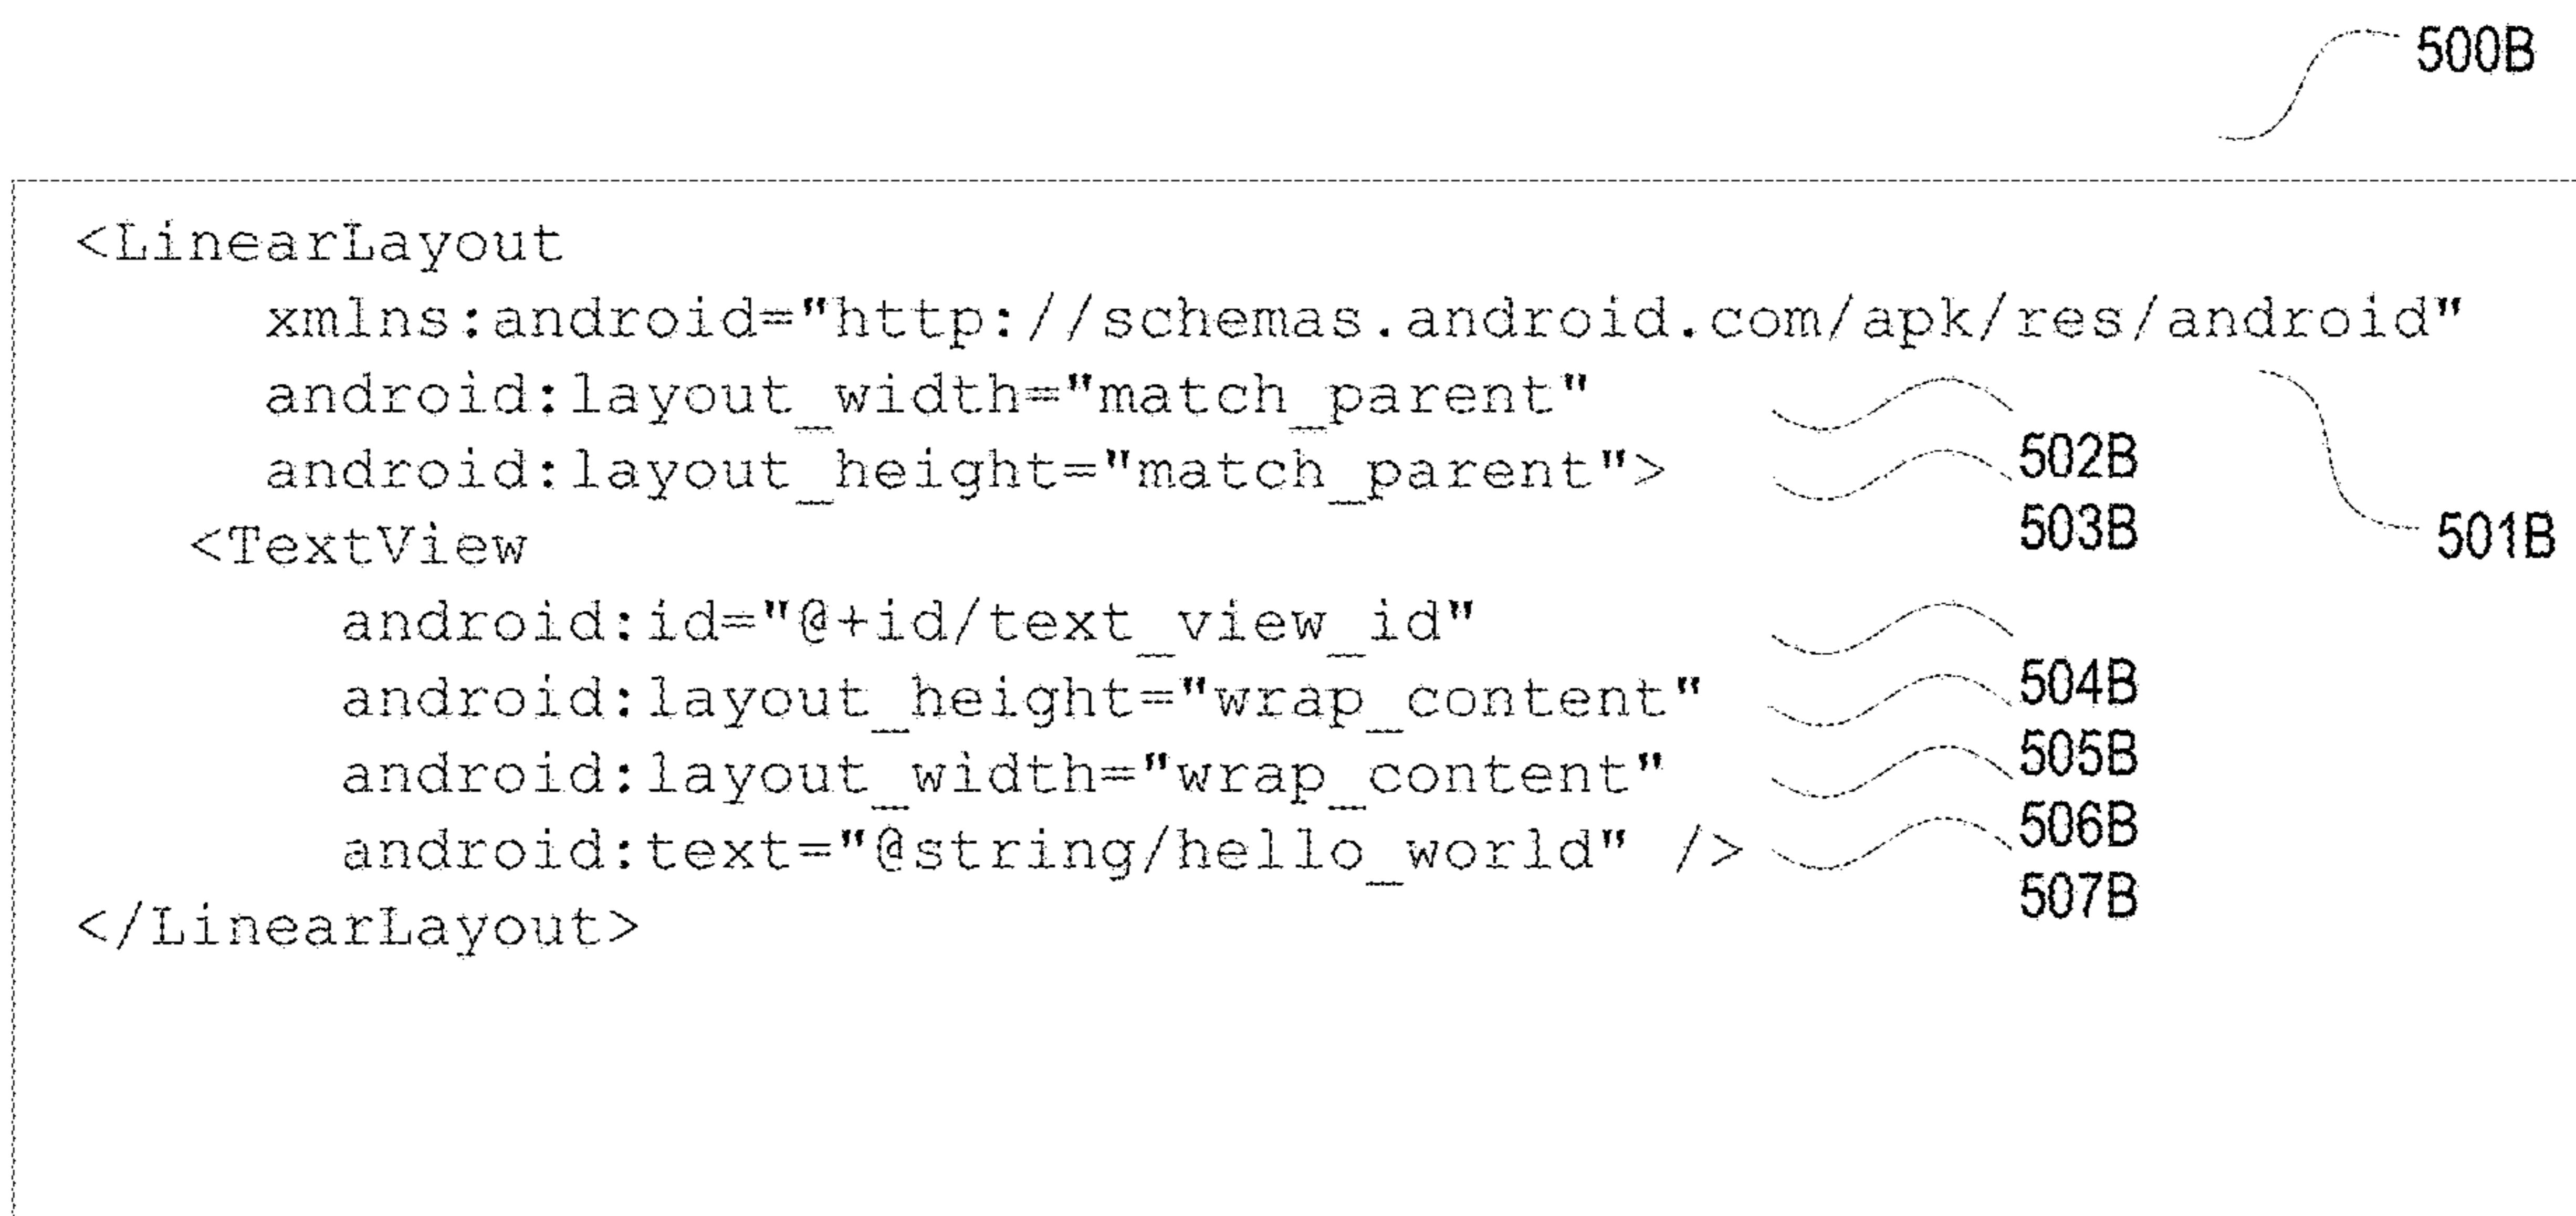 500B
<LinearLayout
xmlns:android="http://schemas.android.com/apk/res/android"
android:layout_width="match_parent"
502B
android:layout_height="match_parent">
503B
501B
<TextView
android:id="@+id/text_view_id"
504B
android:layout_height="wrap_content"
505B
android:layout_width="wrap_content"
506B
android:text="@string/hello_world" />
507B
</LinearLayout>